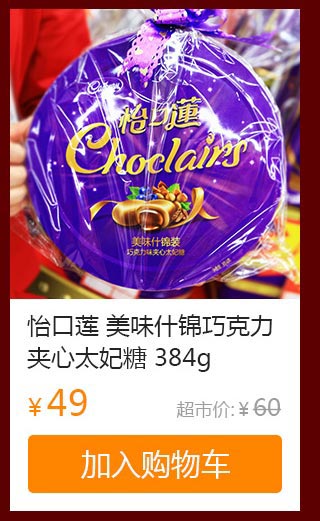 怡口莲
Choclairs
美味什锦装
巧克力味夹心太妃糖
怡口莲 美味什锦巧克力
夹心太妃糖 384g
¥49
超市价: ¥60
加入购物车